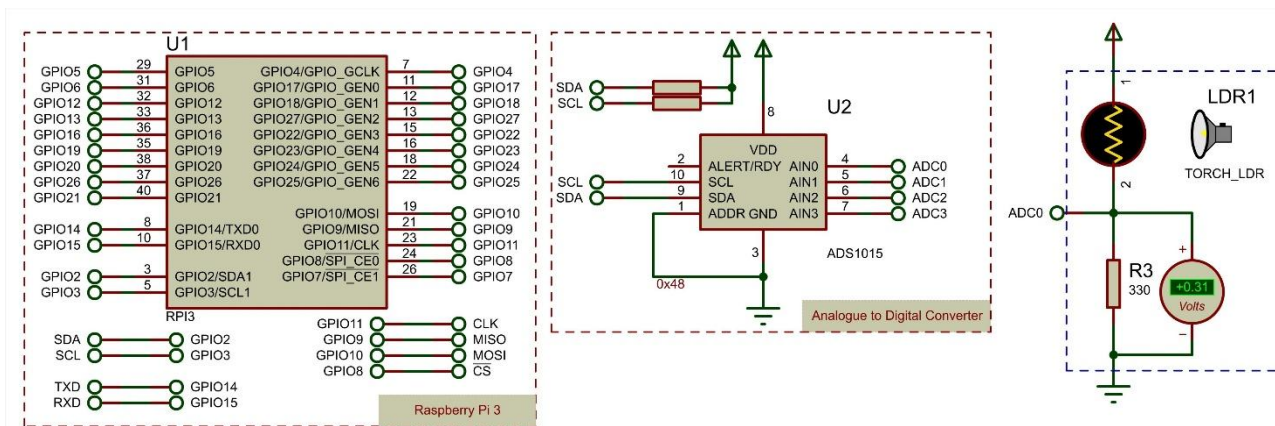 U1
GPIO5 29 GPIO5 GPIO4/GPIO_GCLK 7 GPIO4
GPIO6 31 GPIO6 GPIO17/GPIO_GEN0 11 GPIO17
GPIO12 32 GPIO12 GPIO18/GPIO_GEN1 12 GPIO18
GPIO13 33 GPIO13 GPIO27/GPIO_GEN2 13 GPIO27
GPIO16 36 GPIO16 GPIO22/GPIO_GEN3 15 GPIO22
GPIO19 35 GPIO19 GPIO23/GPIO_GEN4 16 GPIO23
GPIO20 38 GPIO20 GPIO24/GPIO_GEN5 18 GPIO24
GPIO26 37 GPIO26 GPIO25/GPIO_GEN6 22 GPIO25
GPIO21 40 GPIO21
GPIO10/MOSI 19 GPIO10
GPIO14 8 GPIO14/TXD0 GPIO9/MISO 21 GPIO9
GPIO15 10 GPIO15/RXD0 GPIO11/CLK 23 GPIO11
GPIO8/SPI_CE0 24 GPIO8
GPIO2 3 GPIO2/SDA1 GPIO7/SPI_CE1 26 GPIO7
GPIO3 5 GPIO3/SCL1
RPI3
GPIO11 CLK
SDA GPIO2 GPIO9 MISO
SCL GPIO3 GPIO10 MOSI
GPIO8 CS
TXD GPIO14
RXD GPIO15
Raspberry Pi 3
SDA
SCL
U2
8
VDD
2 ALERT/RDY AIN0 4 ADC0
SCL 10 SCL AIN1 5 ADC1
SDA 9 SDA AIN2 6 ADC2
1 ADDR GND AIN3 7 ADC3
3
ADS1015
0x48
Analogue to Digital Converter
1
LDR1
TORCH_LDR
2
ADC0
+
R3
330
+0.31
Volts
−